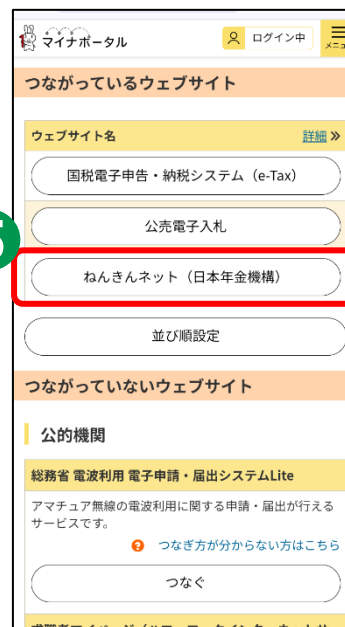 マイナポータル
ログイン中
メニュー
つながっているウェブサイト
ウェブサイト名
詳細
国税電子申告・納税システム（e-Tax）
公売電子入札
ねんきんネット（日本年金機構）
並び順設定
つながっていないウェブサイト
公的機関
総務省 電波利用 電子申請・届出システムLite
アマチュア無線の電波利用に関する申請・届出が行える
サービスです。
つなぎ方が分からない方はこちら
つなぐ